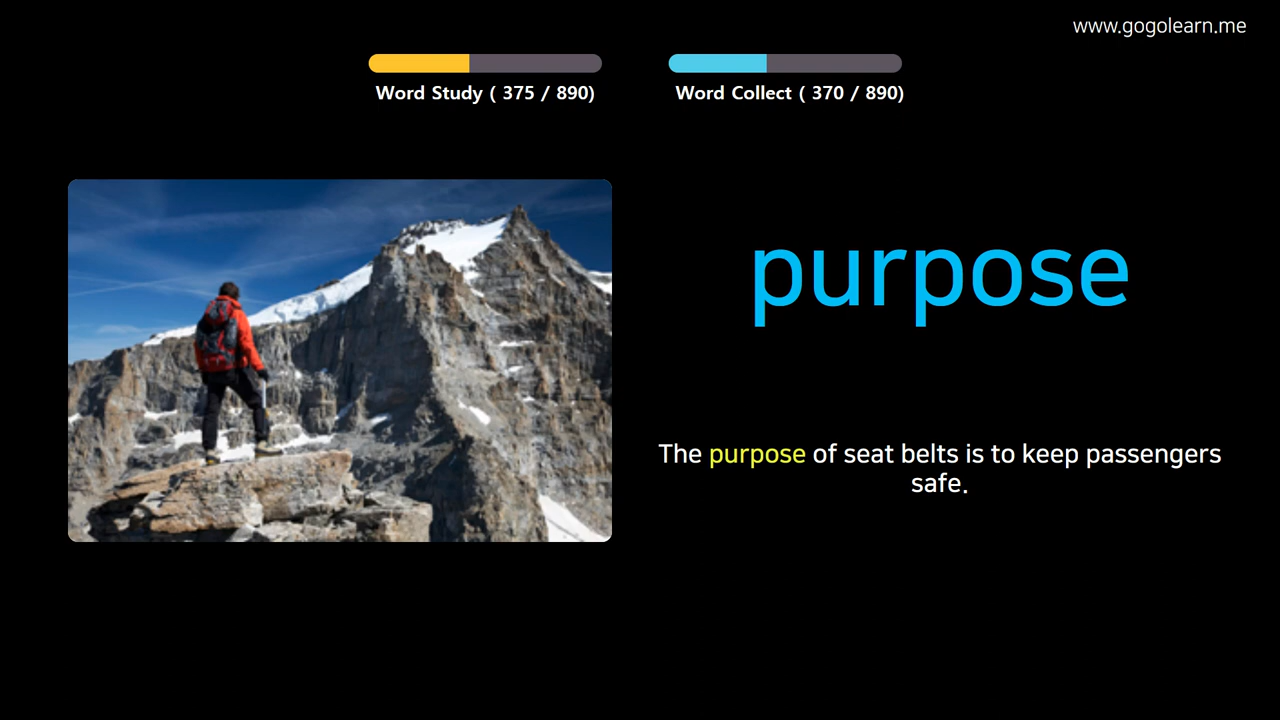 www.gogolearn.me
Word Study ( 375 / 890)
Word Collect ( 370 / 890)
purpose
The purpose of seat belts is to keep passengers
safe.